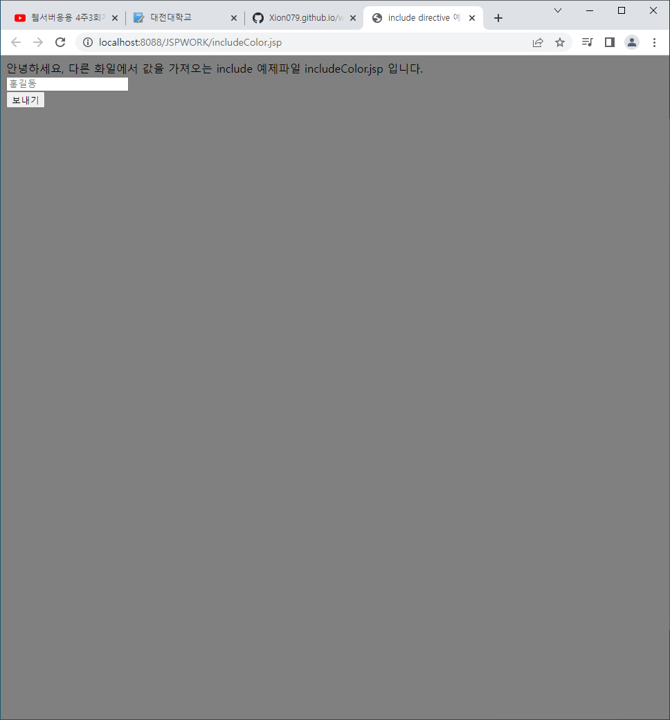 웹서버응용 4주3회
대전대학교
Xion079.github.io/w
include directive 예
localhost:8088/JSPWORK/includeColor.jsp
안녕하세요, 다른 화일에서 값을 가져오는 include 예제파일 includeColor.jsp 입니다.
홍길동
보내기